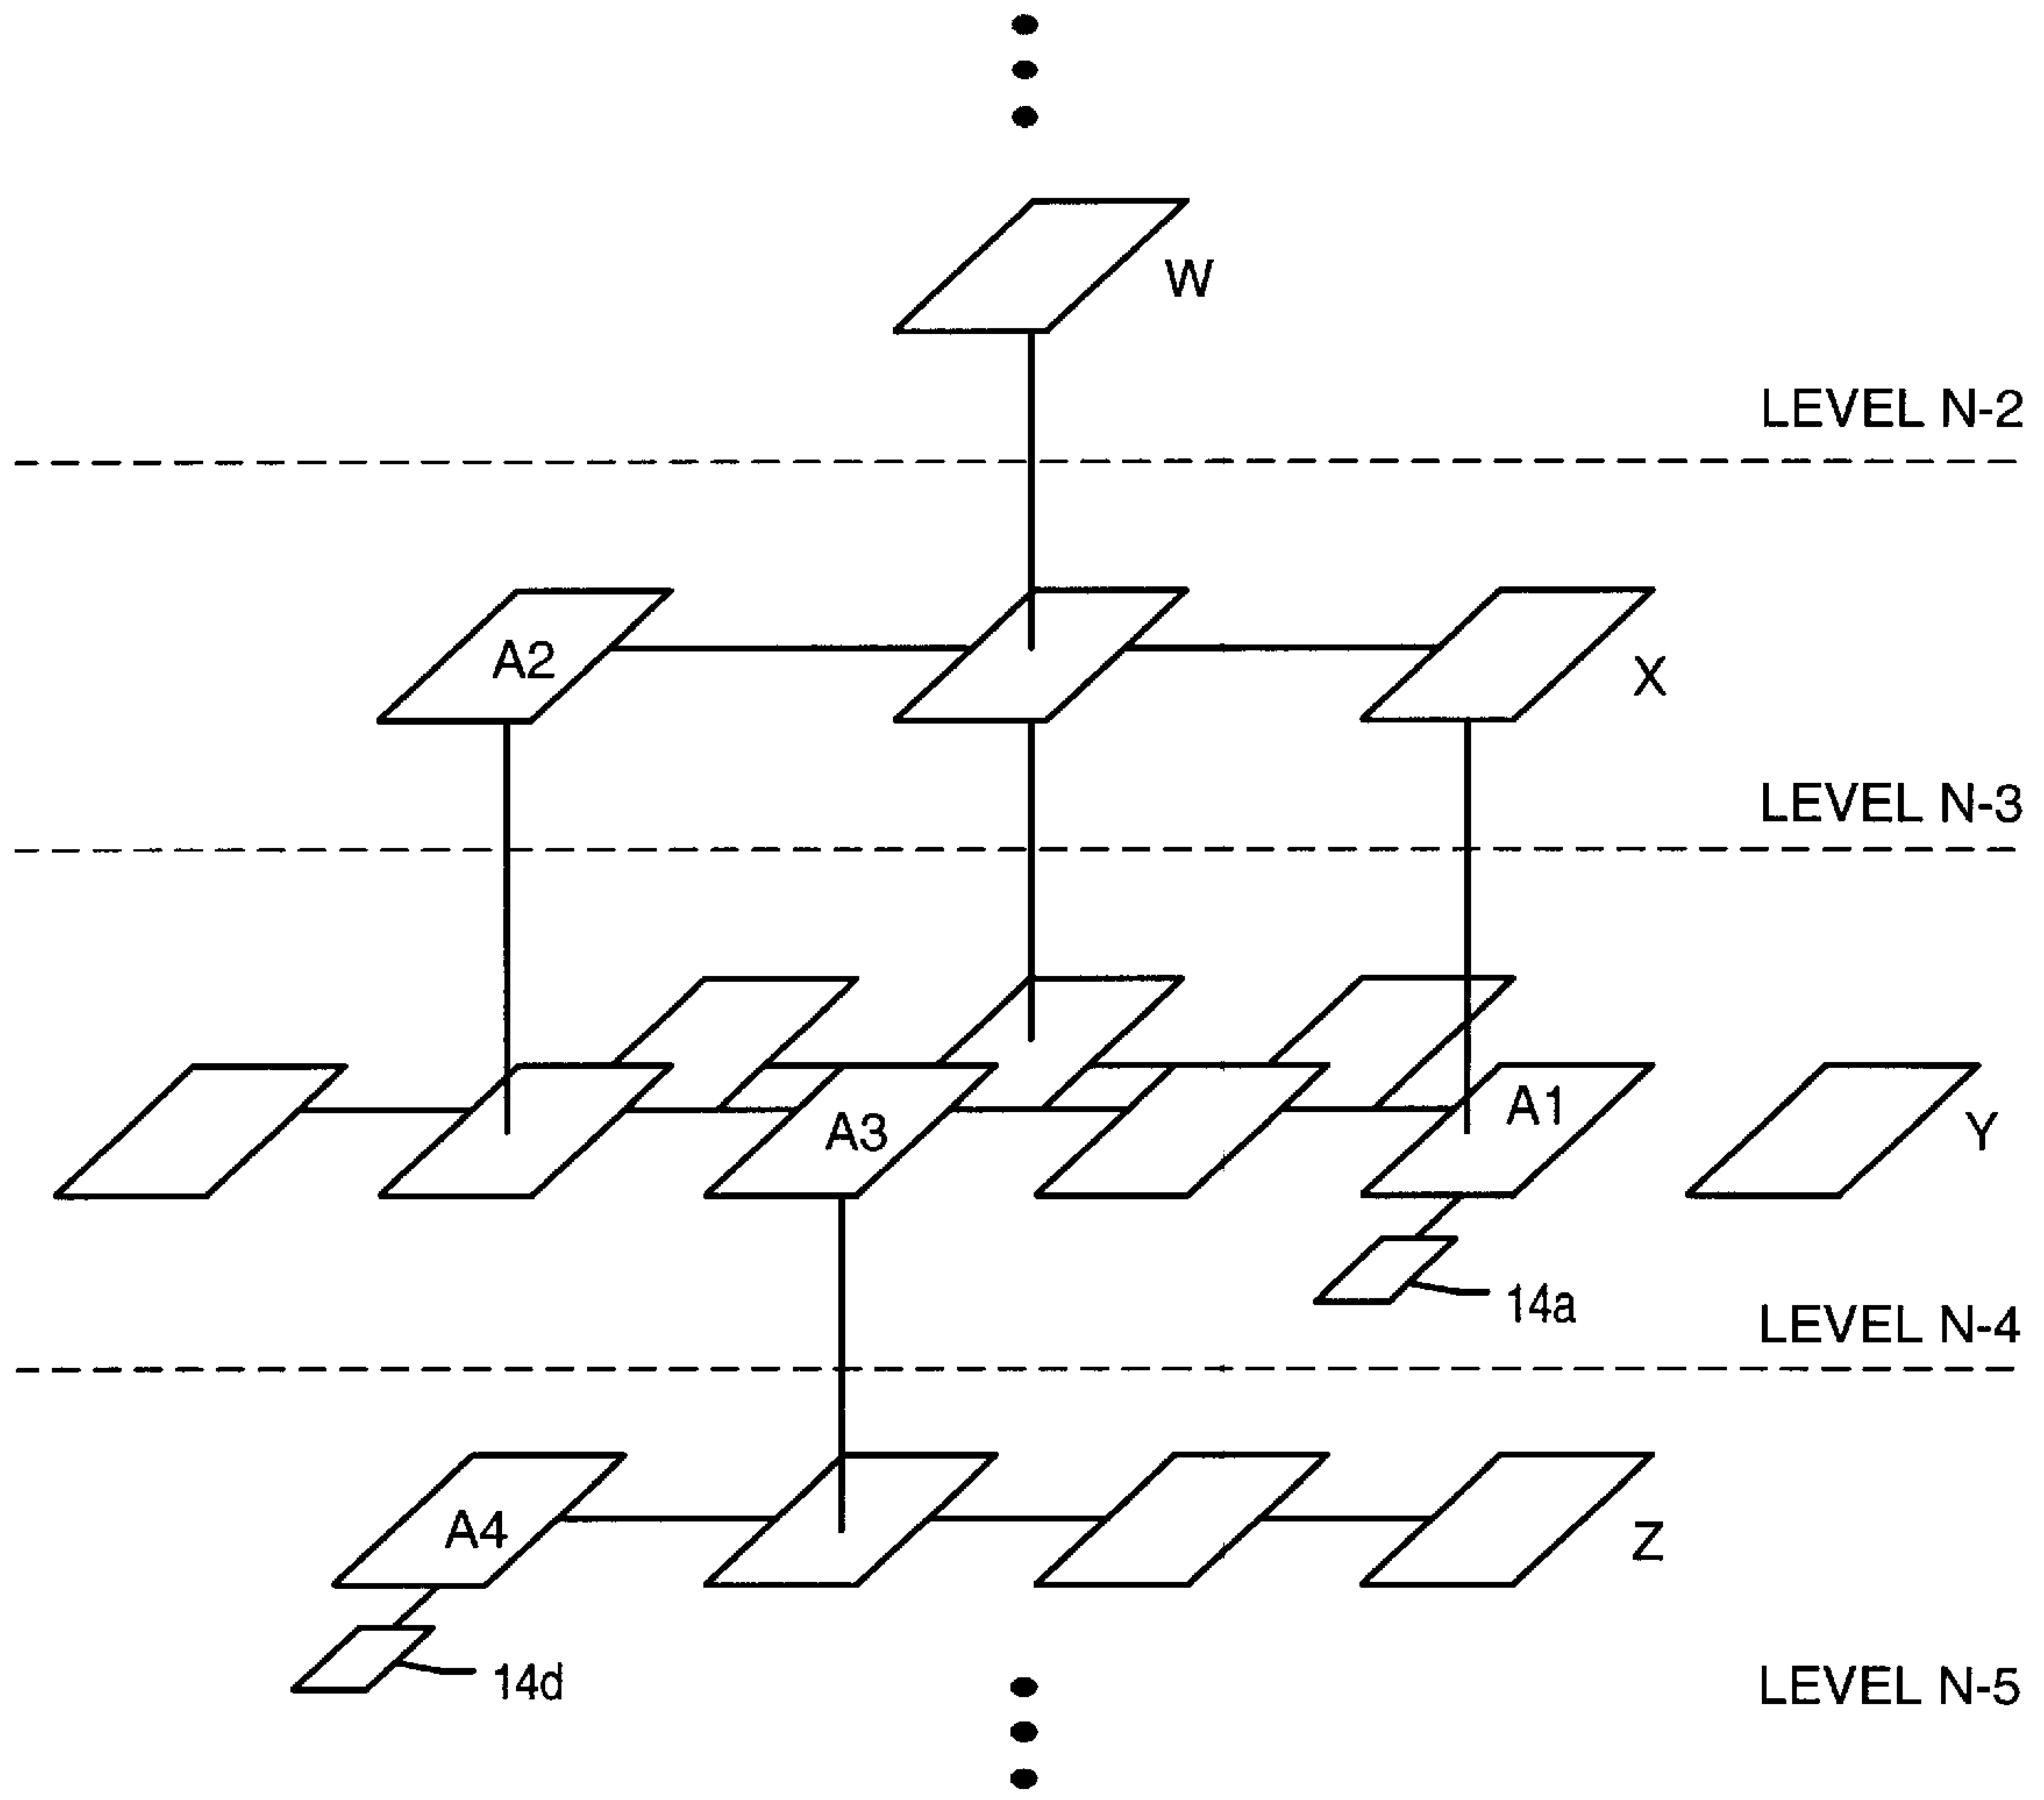 W
LEVEL N-2
A2
X
LEVEL N-3
A1
A3
Y
14a
LEVEL N-4
A4
Z
14d
LEVEL N-5